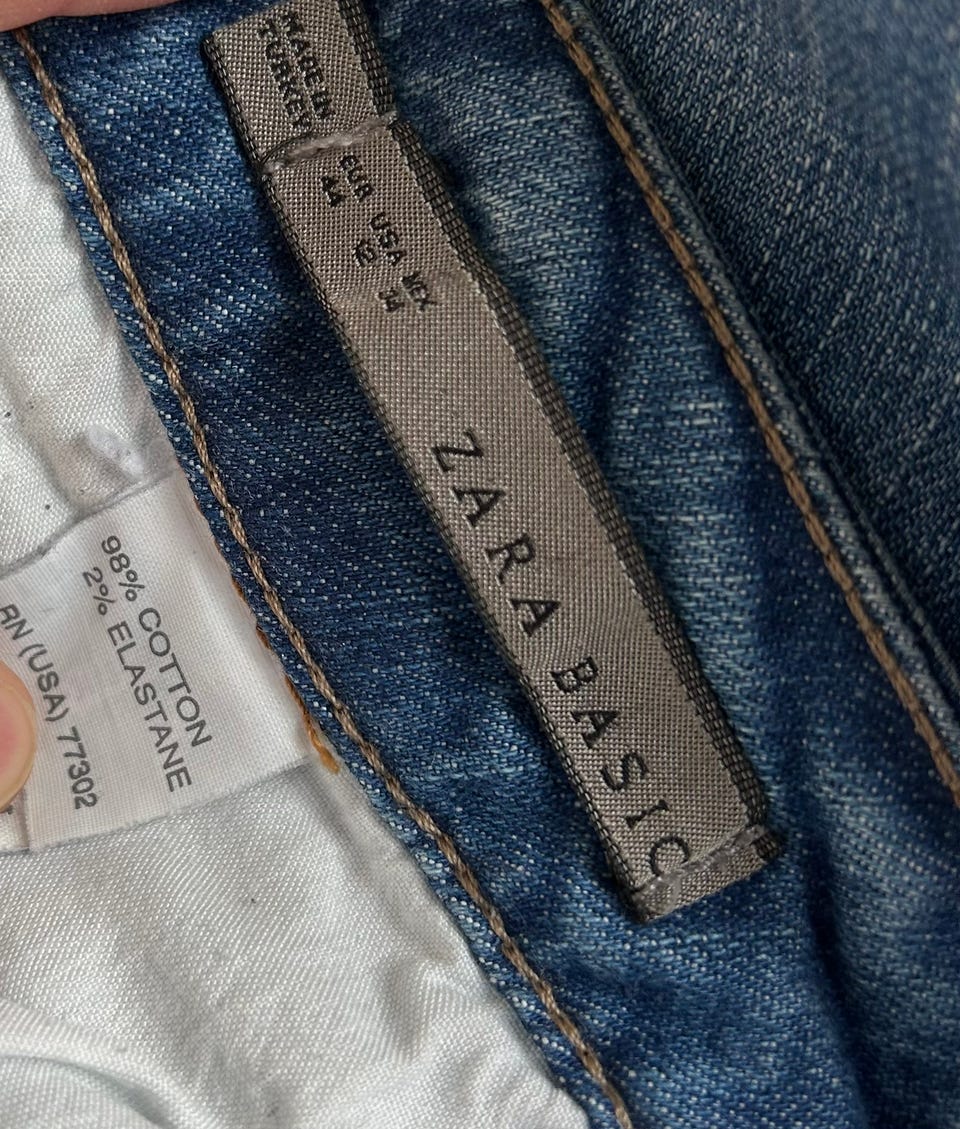 MADE IN
TURKEY
EUR USA MEX
44 12 34
ZARA BASIC
98% COTTON
2% ELASTANE
RN (USA) 77302